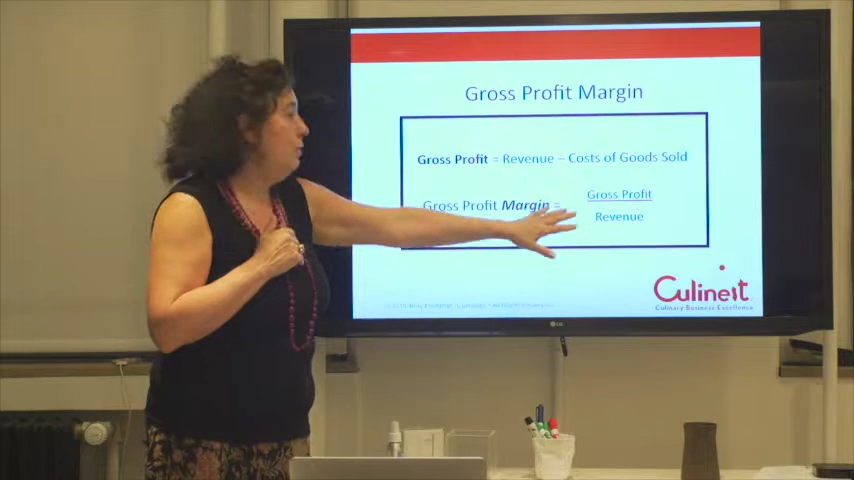 Gross Profit Margin
Gross Profit = Revenue – Costs of Goods Sold
Gross Profit Margin =
Gross Profit
Revenue
Culineit
Culinary Business Excellence
LG